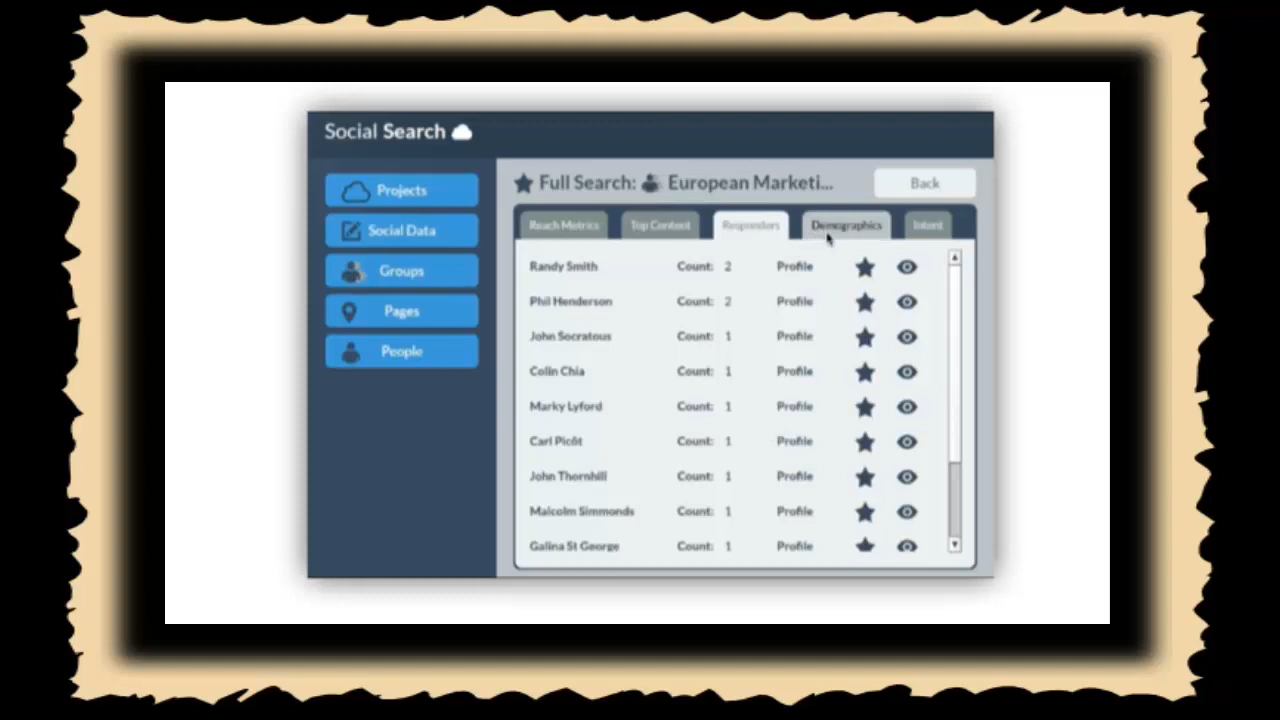 Social Search
Projects
Social Data
Groups
Pages
People
Full Search: European Marketi...
Back
Reach Metrics
Top Content
Responders
Demographics
Intent
Randy Smith Count: 2 Profile
Phil Henderson Count: 2 Profile
John Socratous Count: 1 Profile
Colin Chia Count: 1 Profile
Marky Lyford Count: 1 Profile
Carl Picôt Count: 1 Profile
John Thornhill Count: 1 Profile
Malcolm Simmonds Count: 1 Profile
Galina St George Count: 1 Profile